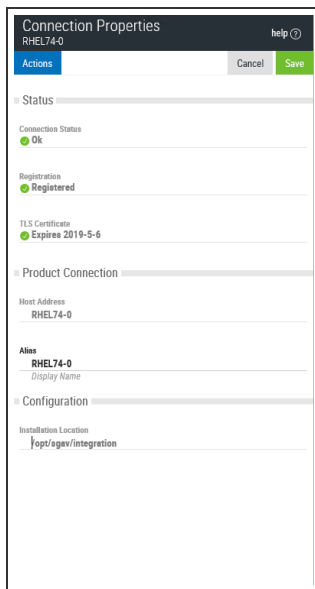 Connection Properties
RHEL74-0
help
Actions
Cancel
Save
Status
Connection Status
Ok
Registration
Registered
TLS Certificate
Expires 2019-5-6
Product Connection
Host Address
RHEL74-0
Alias
RHEL74-0
Display Name
Configuration
Installation Location
/opt/agav/integration